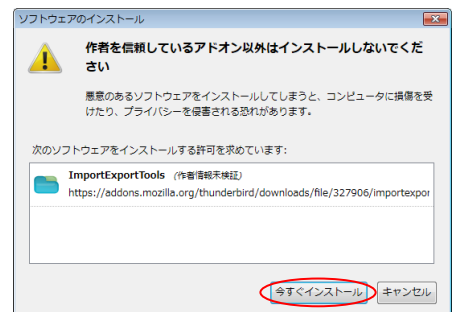 ソフトウェアのインストール
作者を信頼しているアドオン以外はインストールしないでくだ
さい
悪意のあるソフトウェアをインストールしてしまうと、コンピュータに損傷を受
けたり、プライバシーを侵害される恐れがあります。
次のソフトウェアをインストールする許可を求めています:
ImportExportTools (作者情報未検証)
https://addons.mozilla.org/thunderbird/downloads/file/327906/importexpor
今すぐインストール キャンセル